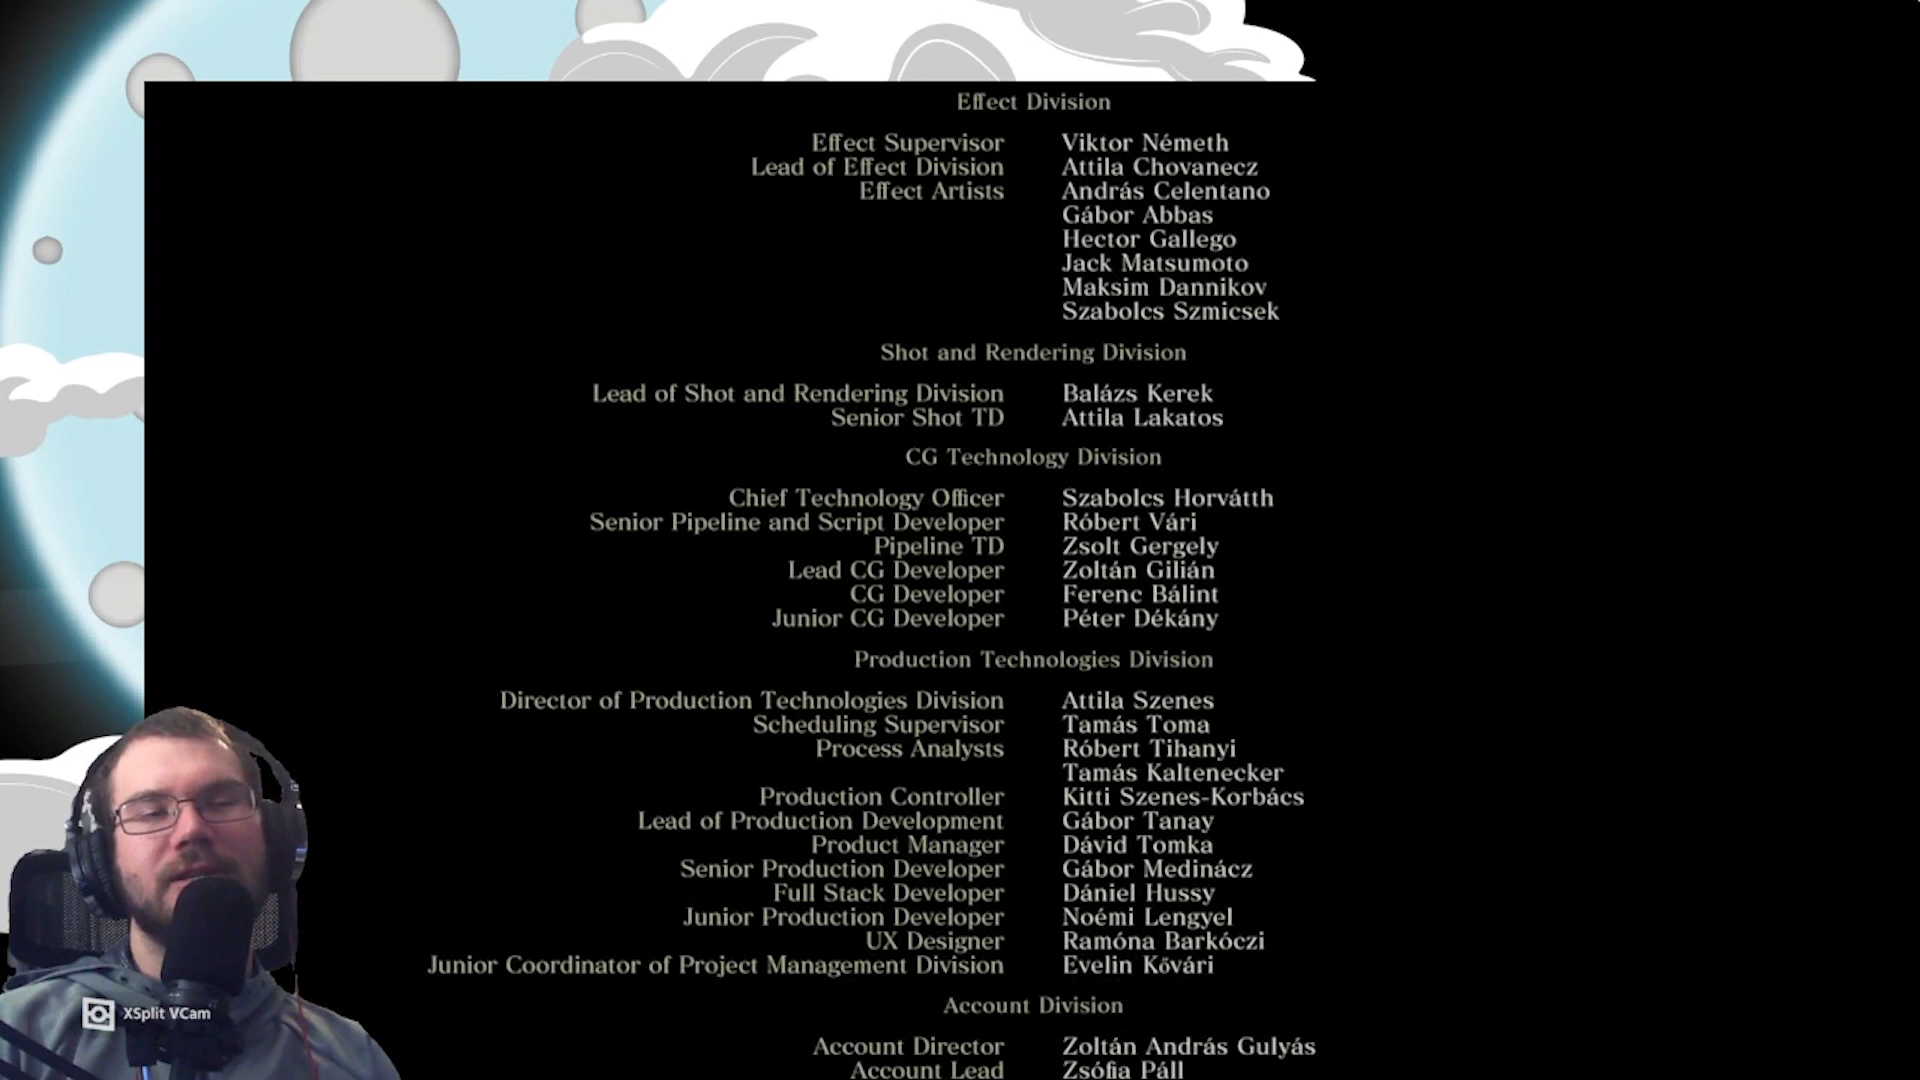 Effect Division
Effect Supervisor Viktor Németh
Lead of Effect Division Attila Chovanecz
Effect Artists András Celentano
Gábor Abbas
Hector Gallego
Jack Matsumoto
Maksim Dannikov
Szabolcs Szmicsek
Shot and Rendering Division
Lead of Shot and Rendering Division Balázs Kerek
Senior Shot TD Attila Lakatos
CG Technology Division
Chief Technology Officer Szabolcs Horvátth
Senior Pipeline and Script Developer Róbert Vári
Pipeline TD Zsolt Gergely
Lead CG Developer Zoltán Gilián
CG Developer Ferenc Bálint
Junior CG Developer Péter Dékány
Production Technologies Division
Director of Production Technologies Division Attila Szenes
Scheduling Supervisor Tamás Toma
Process Analysts Róbert Tihanyi
Tamás Kaltenecker
Production Controller Kitti Szenes-Korbács
Lead of Production Development Gábor Tanay
Product Manager Dávid Tomka
Senior Production Developer Gábor Medinácz
Full Stack Developer Dániel Hussy
Junior Production Developer Noémi Lengyel
UX Designer Ramóna Barkóczi
Junior Coordinator of Project Management Division Evelin Kővári
Account Division
Account Director Zoltán András Gulyás
Account Lead Zsófia Páll
XSplit VCam